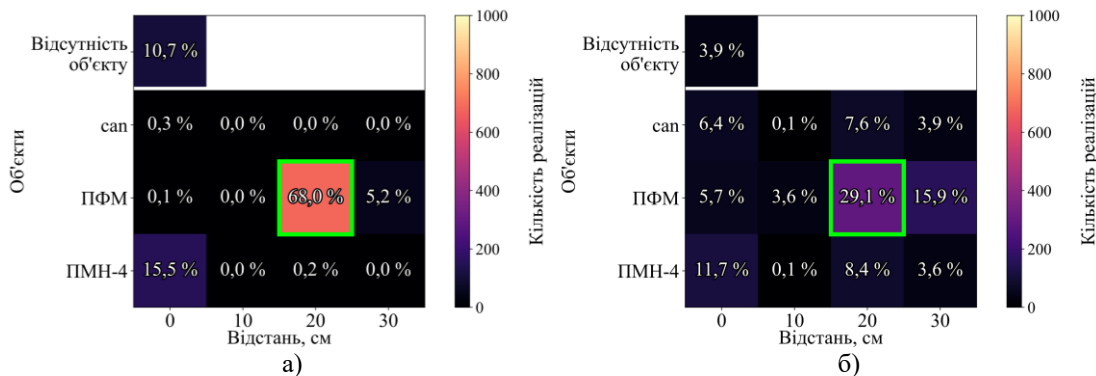 Об'єкти
Відсутність
об'єкту
can
ПФМ
ПМН-4
10,7 %
0,3 % 0,0 % 0,0 % 0,0 %
0,1 % 0,0 % 68,0 % 5,2 %
15,5 % 0,0 % 0,2 % 0,0 %
0 10 20 30
Відстань, см
1000
800
600
400
200
0
Кількість реалізацій
а)
Об'єкти
Відсутність
об'єкту
can
ПФМ
ПМН-4
3,9 %
6,4 % 0,1 % 7,6 % 3,9 %
5,7 % 3,6 % 29,1 % 15,9 %
11,7 % 0,1 % 8,4 % 3,6 %
0 10 20 30
Відстань, см
1000
800
600
400
200
0
Кількість реалізацій
б)